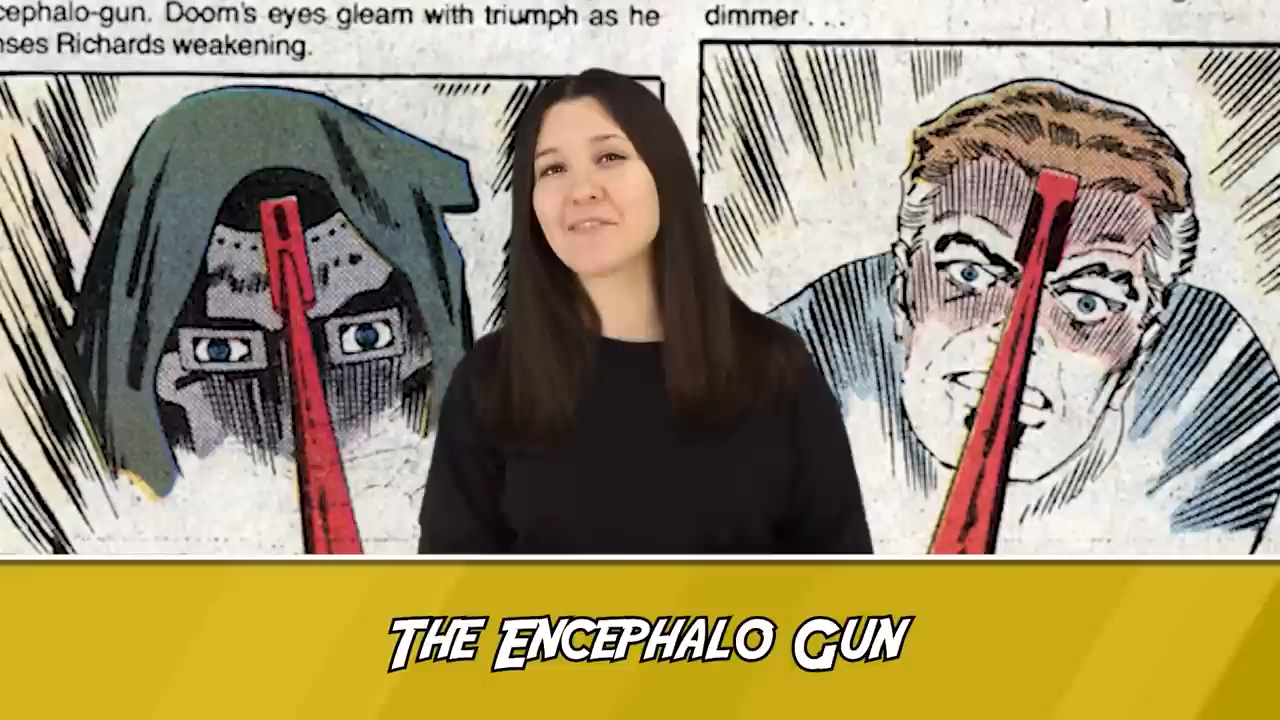 cephalo-gun. Doom's eyes gleam with triumph as he
nses Richards weakening.
dimmer . . .
THE ENCEPHALO GUN